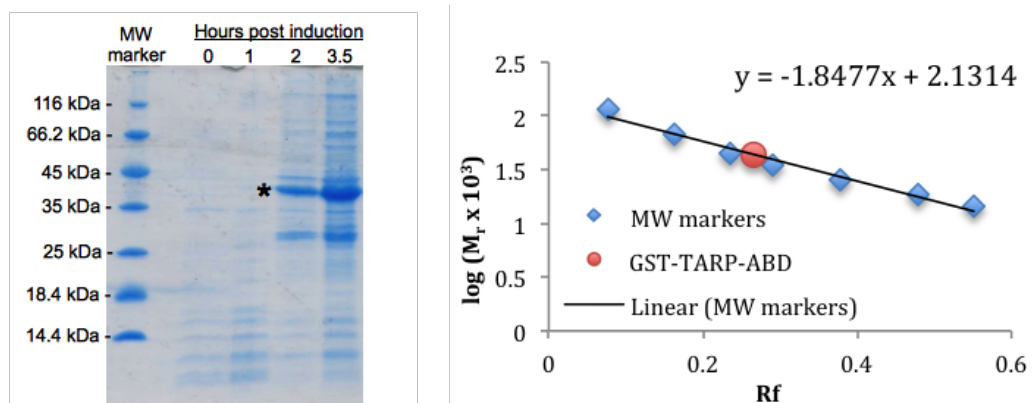 MW
marker
Hours post induction
0 1 2 3.5
116 kDa -
66.2 kDa -
45 kDa -
*
35 kDa -
25 kDa -
18.4 kDa -
14.4 kDa -
y = -1.8477x + 2.1314
log (Mr x 10³)
2.5
2
1.5
1
0.5
0
MW markers
GST-TARP-ABD
Linear (MW markers)
0 0.2 0.4 0.6
Rf